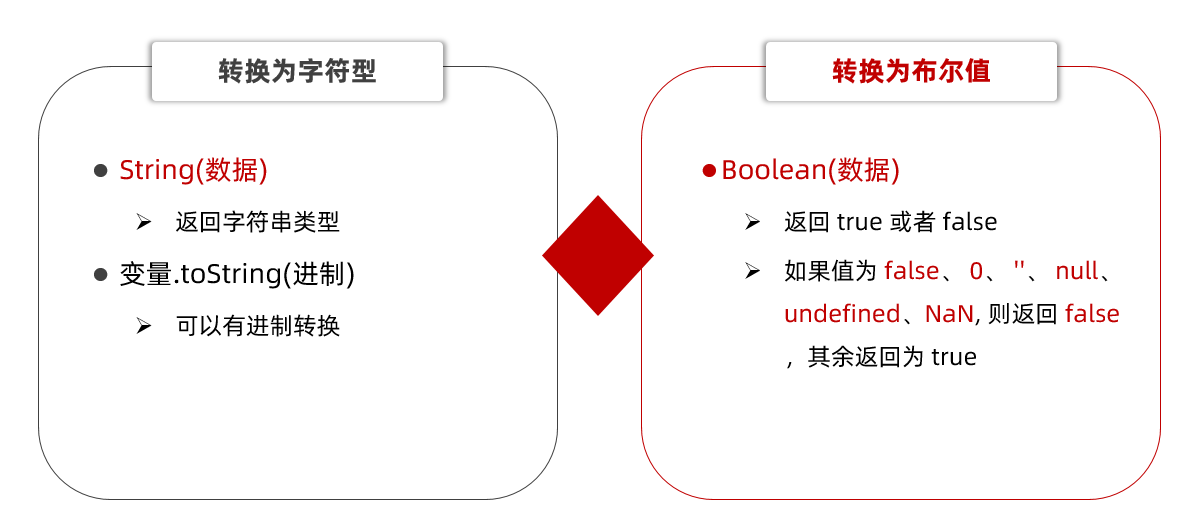 转换为字符型
String(数据)
返回字符串类型
变量.toString(进制)
可以有进制转换
转换为布尔值
Boolean(数据)
返回 true 或者 false
如果值为 false、 0、 ''、 null、
undefined、NaN, 则返回 false
，其余返回为 true